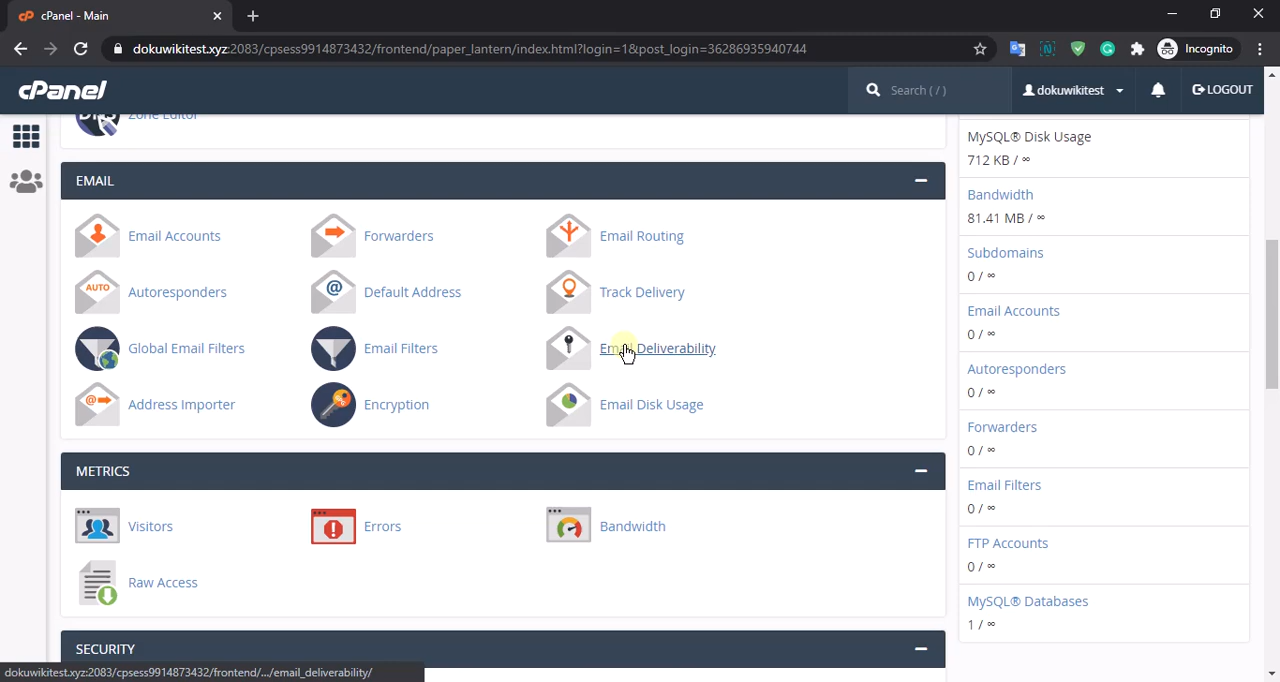 cPanel - Main
dokuwikitest.xyz:2083/cpsess9914873432/frontend/paper_lantern/index.html?login=1&post_login=36286935940744
Incognito
cPanel
Search ( / )
dokuwikitest
LOGOUT
Zone Editor
EMAIL
Email Accounts
Forwarders
Email Routing
AUTO
Autoresponders
Default Address
Track Delivery
Global Email Filters
Email Filters
Email Deliverability
Address Importer
Encryption
Email Disk Usage
METRICS
Visitors
Errors
Bandwidth
Raw Access
SECURITY
MySQL® Disk Usage
712 KB / ∞
Bandwidth
81.41 MB / ∞
Subdomains
0 / ∞
Email Accounts
0 / ∞
Autoresponders
0 / ∞
Forwarders
0 / ∞
Email Filters
0 / ∞
FTP Accounts
0 / ∞
MySQL® Databases
1 / ∞
dokuwikitest.xyz:2083/cpsess9914873432/frontend/.../email_deliverability/